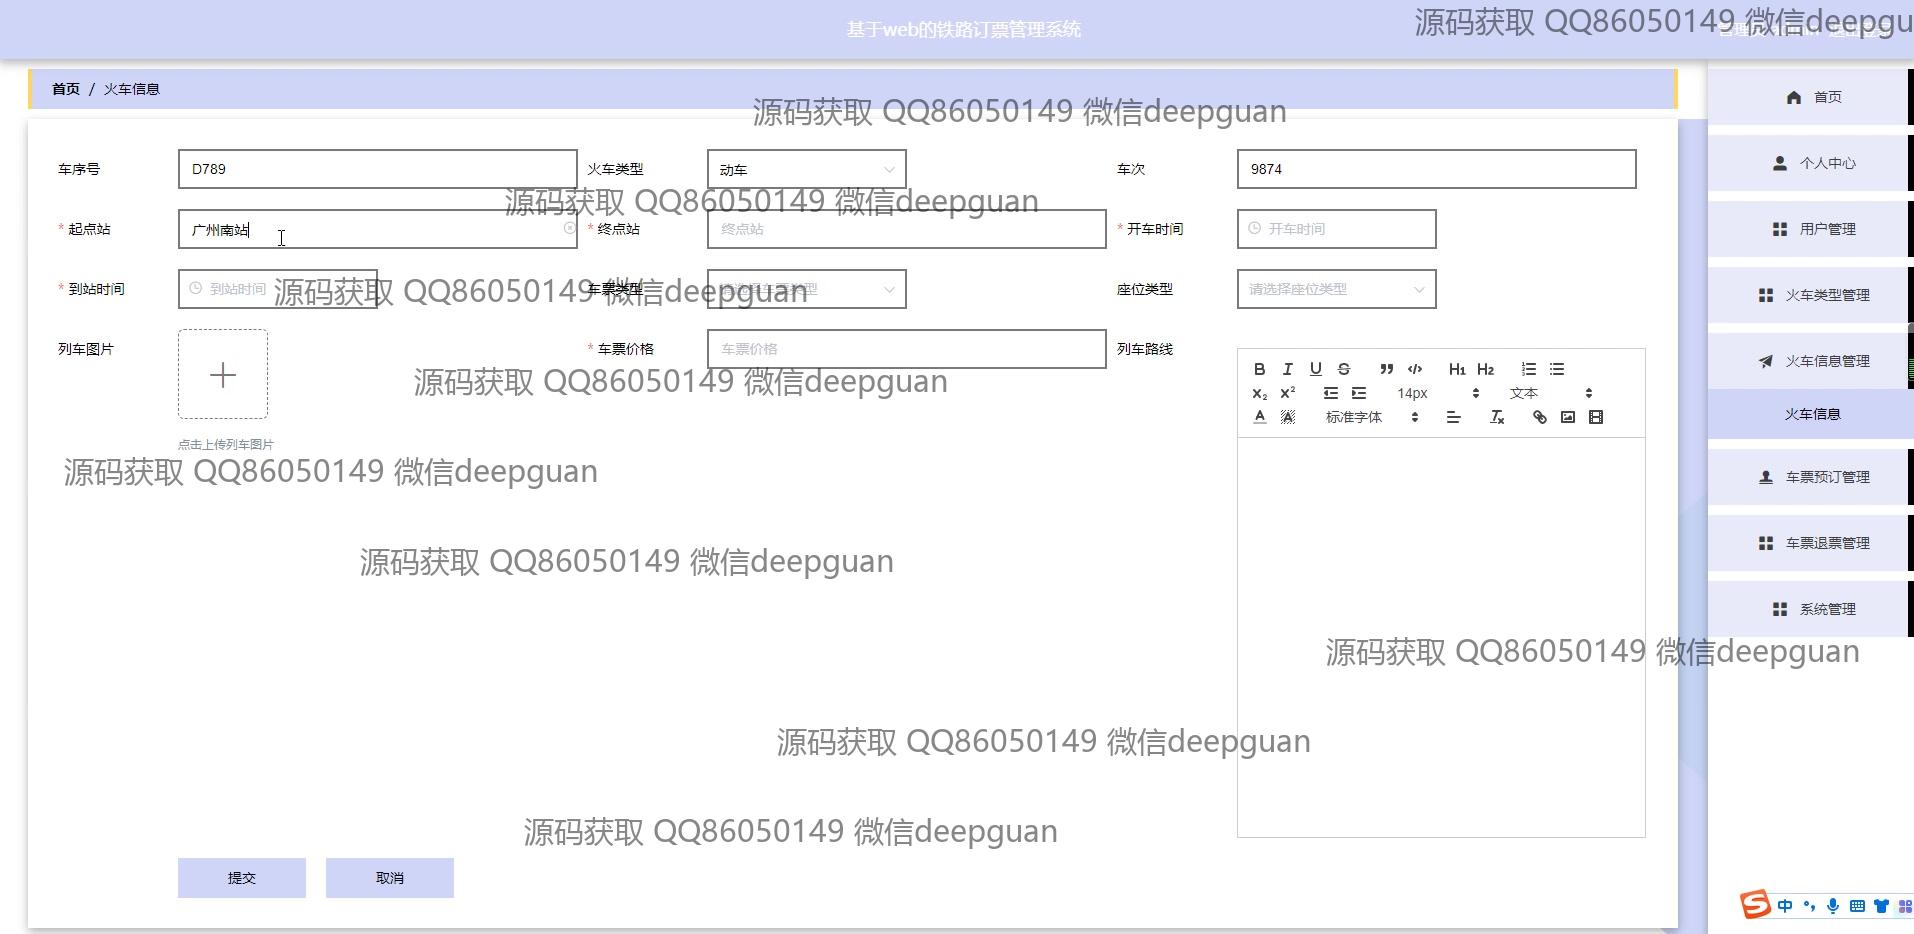 基于web的铁路订票管理系统
源码获取 QQ86050149 微信deepgu
首页 / 火车信息
首页
源码获取 QQ86050149 微信deepguan
车序号 D789 火车类型 动车 车次 9874
个人中心
源码获取 QQ86050149 微信deepguan
* 起点站 广州南站 * 终点站 终点站 * 开车时间 开车时间
用户管理
* 到站时间 到站时间 车票类型 请选择车票类型 座位类型 请选择座位类型
源码获取 QQ86050149 微信deepguan
火车类型管理
列车图片 * 车票价格 车票价格 列车路线
火车信息管理
B I U S ” </> H1 H2
源码获取 QQ86050149 微信deepguan
x2 x2 14px 文本
火车信息
A A 标准字体 Tx
点击上传列车图片
源码获取 QQ86050149 微信deepguan
车票预订管理
车票退票管理
源码获取 QQ86050149 微信deepguan
系统管理
源码获取 QQ86050149 微信deepguan
源码获取 QQ86050149 微信deepguan
源码获取 QQ86050149 微信deepguan
提交 取消
S 中